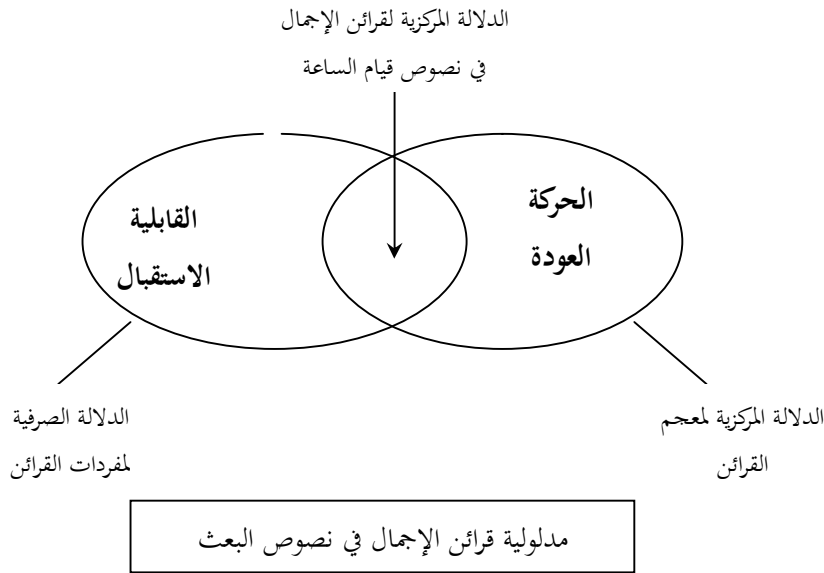 الدلالة المركزية لقرائن الإجمال
في نصوص قيام الساعة
الحركة
العودة
القابلية
الاستقبال
الدلالة المركزية لمعجم
القرائن
الدلالة الصرفية
لمفردات القرائن
مدلولية قرائن الإجمال في نصوص البعث